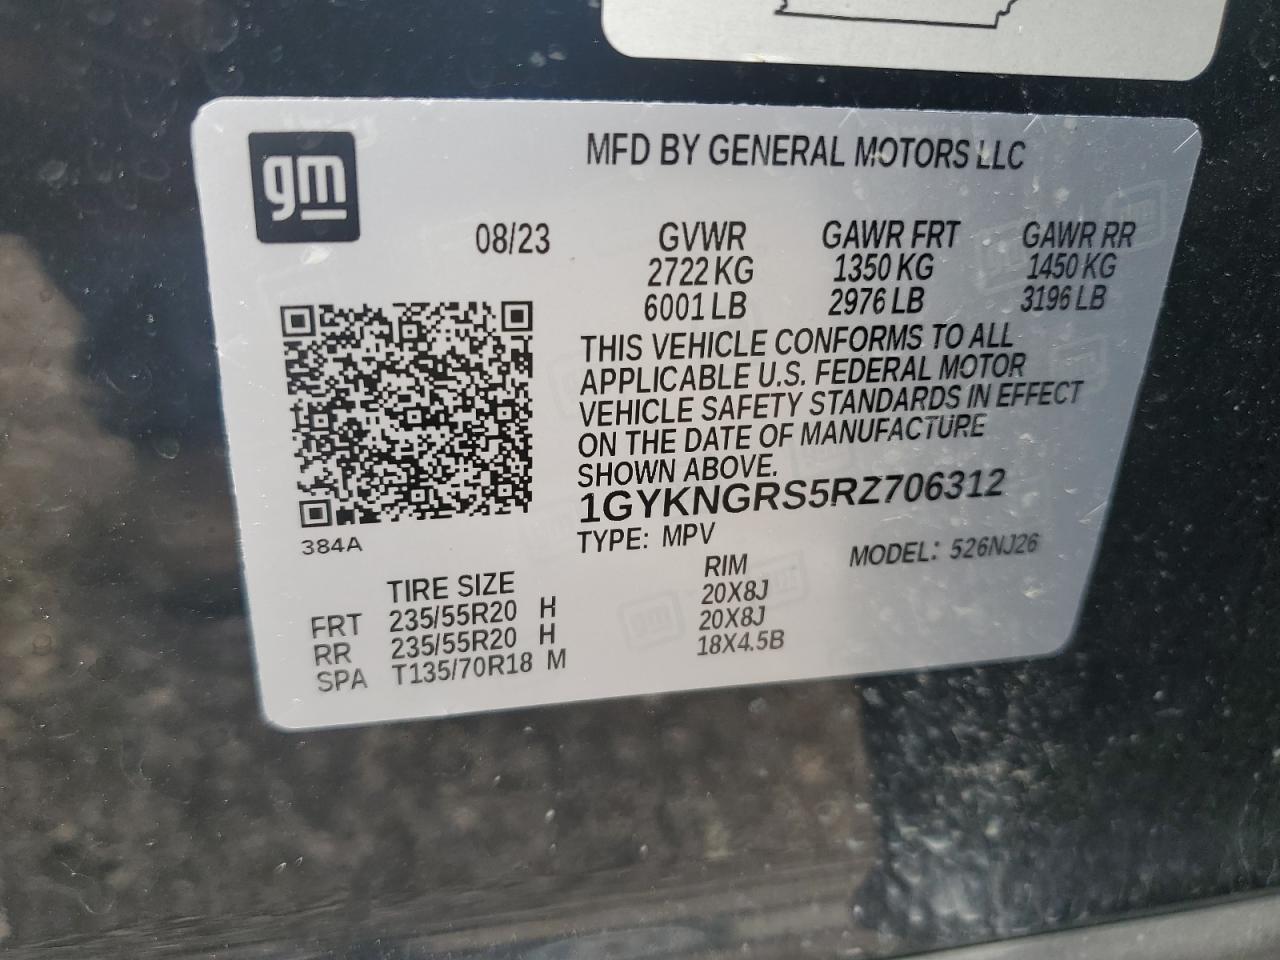 gm
MFD BY GENERAL MOTORS LLC
08/23 GVWR GAWR FRT GAWR RR
2722 KG 1350 KG 1450 KG
6001 LB 2976 LB 3196 LB
THIS VEHICLE CONFORMS TO ALL
APPLICABLE U.S. FEDERAL MOTOR
VEHICLE SAFETY STANDARDS IN EFFECT
ON THE DATE OF MANUFACTURE
SHOWN ABOVE.
1GYKNGRS5RZ706312
384A
TYPE: MPV MODEL: 526NJ26
TIRE SIZE RIM
FRT 235/55R20 H 20X8J
RR 235/55R20 H 20X8J
SPA T135/70R18 M 18X4.5B